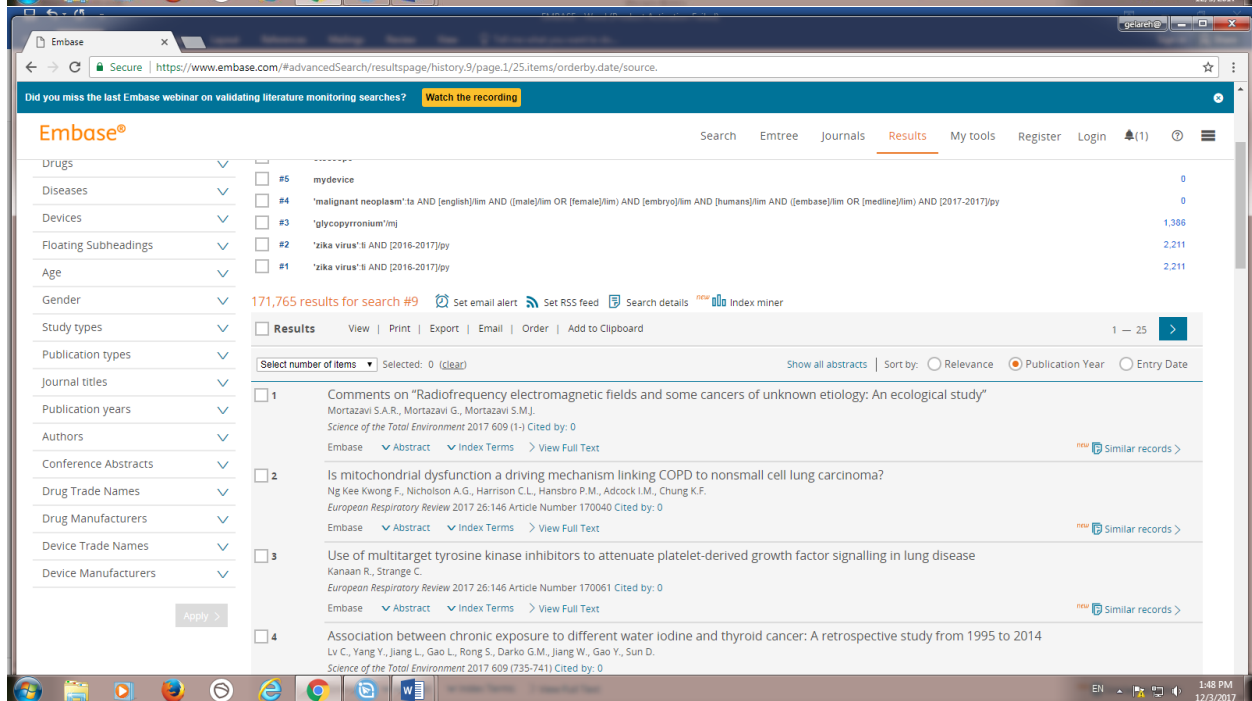 12/3/2017
gelareh@
Embase
Secure | https://www.embase.com/#advancedSearch/resultspage/history.9/page.1/25.items/orderby.date/source.
Did you miss the last Embase webinar on validating literature monitoring searches? Watch the recording
Embase® Search Emtree Journals Results My tools Register Login (1)
Drugs
Diseases
Devices
Floating Subheadings
Age
Gender
Study types
Publication types
Journal titles
Publication years
Authors
Conference Abstracts
Drug Trade Names
Drug Manufacturers
Device Trade Names
Device Manufacturers
Apply >
#5 mydevice 0
#4 'malignant neoplasm':ta AND [english]/lim AND ([male]/lim OR [female]/lim) AND [embryo]/lim AND [humans]/lim AND ([embase]/lim OR [medline]/lim) AND [2017-2017]/py 0
#3 'glycopyrronium'/mj 1,386
#2 'zika virus':ti AND [2016-2017]/py 2,211
#1 'zika virus':ti AND [2016-2017]/py 2,211
171,765 results for search #9 Set email alert Set RSS feed Search details new Index miner
Results View | Print | Export | Email | Order | Add to Clipboard 1 — 25 >
Select number of items Selected: 0 (clear) Show all abstracts | Sort by: Relevance Publication Year Entry Date
1 Comments on "Radiofrequency electromagnetic fields and some cancers of unknown etiology: An ecological study"
Mortazavi S.A.R., Mortazavi G., Mortazavi S.M.J.
Science of the Total Environment 2017 609 (1-) Cited by: 0
Embase Abstract Index Terms > View Full Text new Similar records >
2 Is mitochondrial dysfunction a driving mechanism linking COPD to nonsmall cell lung carcinoma?
Ng Kee Kwong F., Nicholson A.G., Harrison C.L., Hansbro P.M., Adcock I.M., Chung K.F.
European Respiratory Review 2017 26:146 Article Number 170040 Cited by: 0
Embase Abstract Index Terms > View Full Text new Similar records >
3 Use of multitarget tyrosine kinase inhibitors to attenuate platelet-derived growth factor signalling in lung disease
Kanaan R., Strange C.
European Respiratory Review 2017 26:146 Article Number 170061 Cited by: 0
Embase Abstract Index Terms > View Full Text new Similar records >
4 Association between chronic exposure to different water iodine and thyroid cancer: A retrospective study from 1995 to 2014
Lv C., Yang Y., Jiang L., Gao L., Rong S., Darko G.M., Jiang W., Gao Y., Sun D.
Science of the Total Environment 2017 609 (735-741) Cited by: 0
EN 1:48 PM
12/3/2017